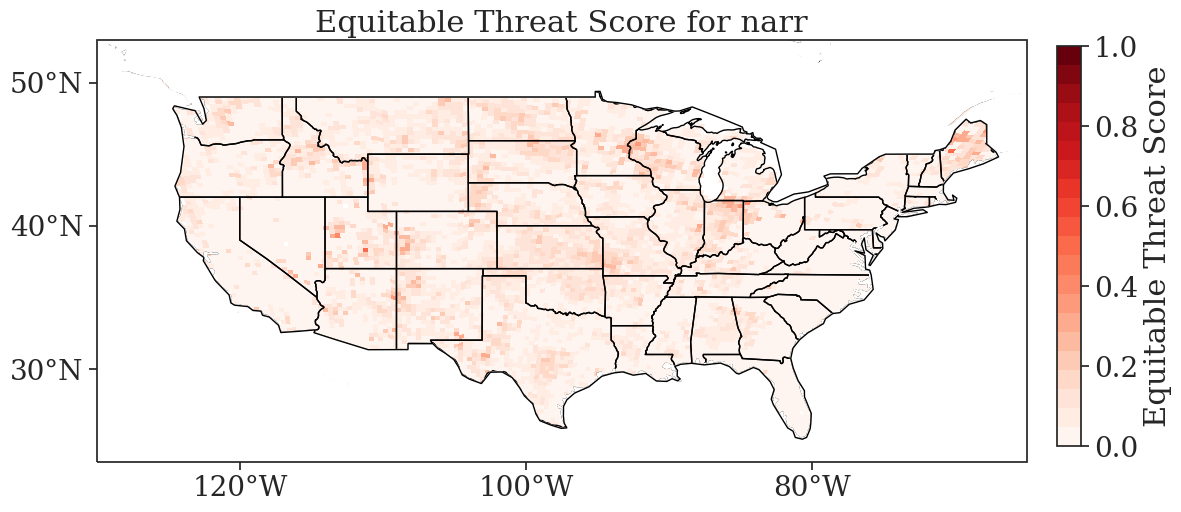 Equitable Threat Score for narr
50°N
40°N
30°N
120°W
100°W
80°W
1.0
0.8
0.6
0.4
0.2
0.0
Equitable Threat Score